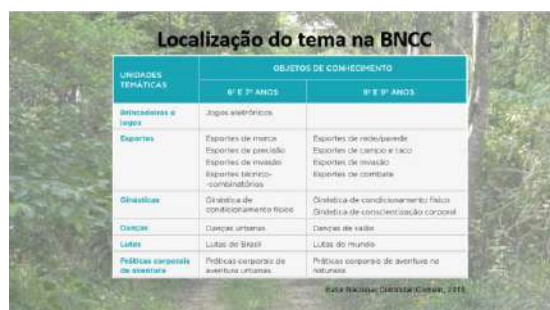 Localização do tema na BNCC
UNIDADES TEMÁTICAS
OBJETOS DE CONHECIMENTO
6º E 7º ANOS
8º E 9º ANOS
Brincadeiras e
jogos
Jogos eletrônicos
Esportes
Esportes de marca
Esportes de precisão
Esportes de invasão
Esportes técnico-
-combinatórios
Esportes de rede/parede
Esportes de campo e taco
Esportes de invasão
Esportes de combate
Ginásticas
Ginástica de
condicionamento físico
Ginástica de condicionamento físico
Ginástica de conscientização corporal
Danças
Danças urbanas
Danças de salão
Lutas
Lutas do Brasil
Lutas do mundo
Práticas corporais
de aventura
Práticas corporais de
aventura urbanas
Práticas corporais de aventura na
natureza
Base Nacional Curricular Comum,